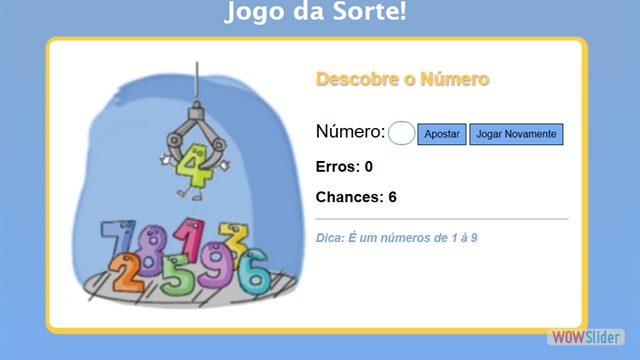 Jogo da Sorte!
Descobre o Número
Número: Apostar Jogar Novamente
Erros: 0
Chances: 6
Dica: É um números de 1 à 9
4
7 8 1 3
2 5 9 6
WOWSlider